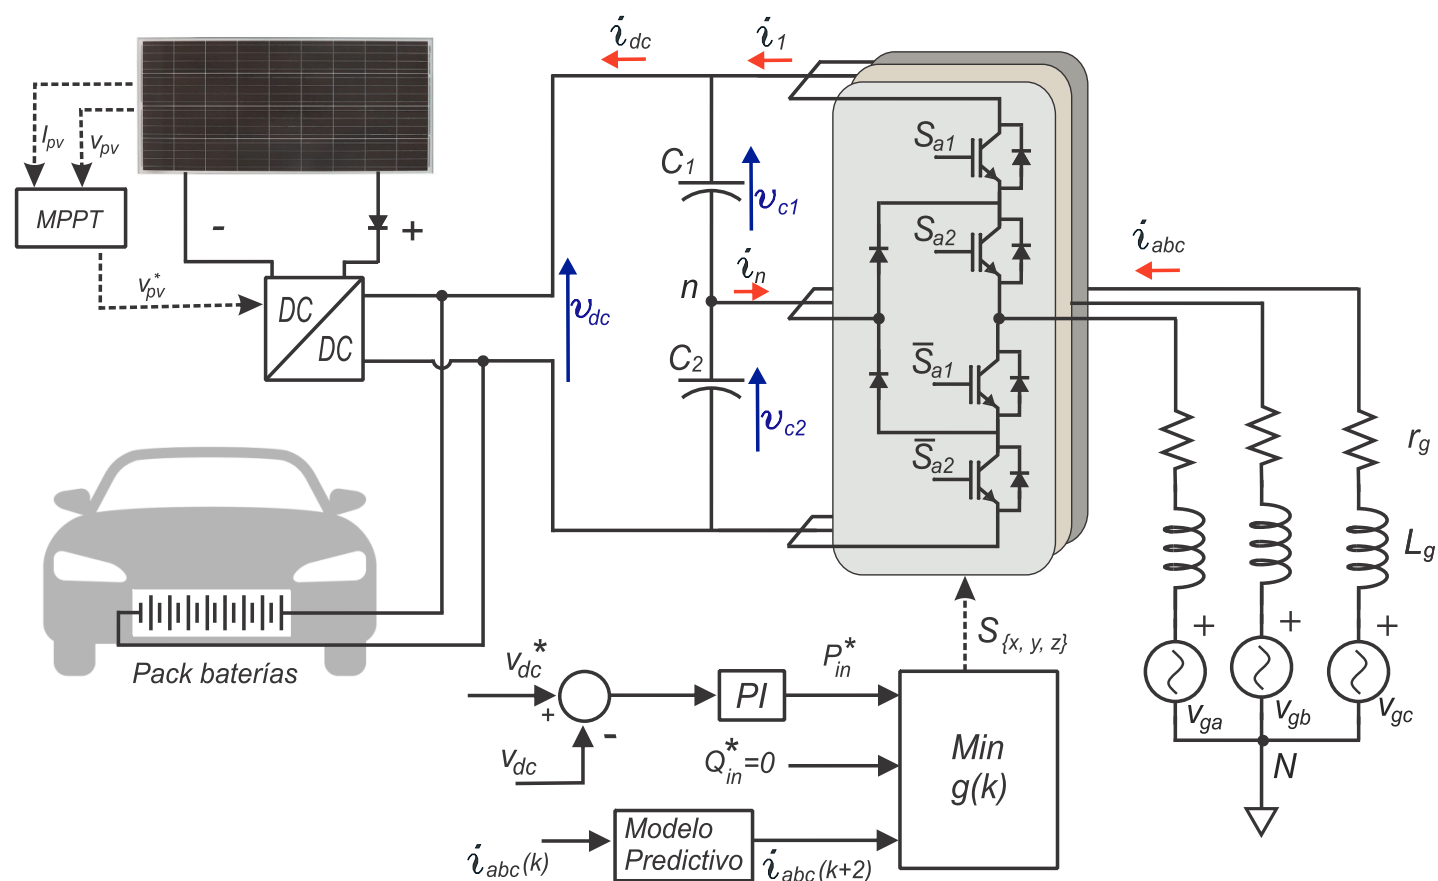 i_dc
i_1
I_pv
v_pv
MPPT
-
+
v_pv^*
DC
DC
v_dc
C_1
v_c1
n
i_n
C_2
v_c2
S_a1
S_a2
S̅_a1
S̅_a2
i_abc
r_g
L_g
+
+
+
v_ga
v_gb
v_gc
N
Pack baterías
v_dc^*
+
-
v_dc
PI
P_in^*
Q_in^*=0
i_abc(k)
Modelo
Predictivo
i_abc(k+2)
Min
g(k)
S_{x, y, z}